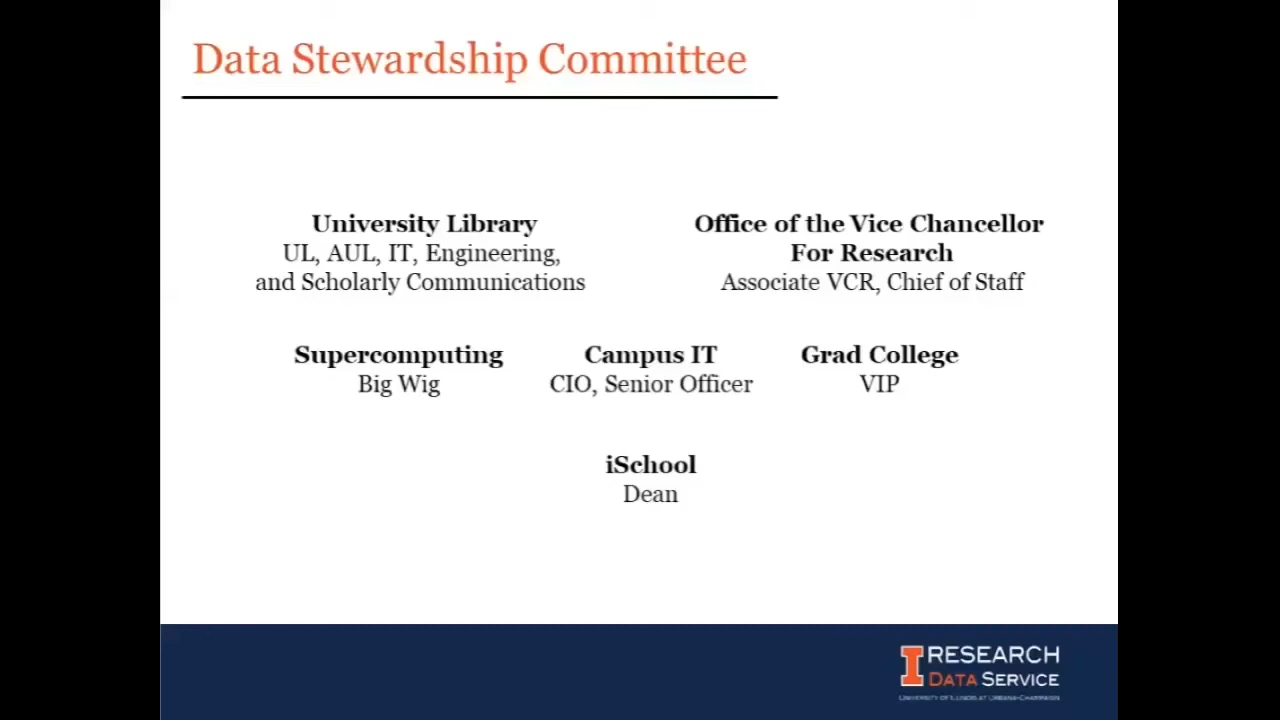 Data Stewardship Committee
University Library
UL, AUL, IT, Engineering,
and Scholarly Communications
Office of the Vice Chancellor
For Research
Associate VCR, Chief of Staff
Supercomputing
Big Wig
Campus IT
CIO, Senior Officer
Grad College
VIP
iSchool
Dean
I RESEARCH
DATA SERVICE
UNIVERSITY OF ILLINOIS AT URBANA-CHAMPAIGN